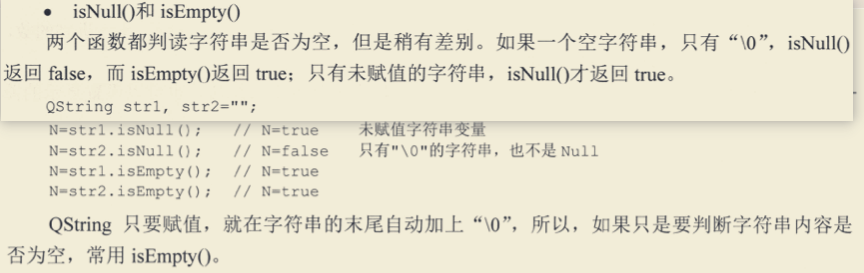 • isNull()和 isEmpty()
两个函数都判读字符串是否为空，但是稍有差别。如果一个空字符串，只有“\0”，isNull()
返回 false，而 isEmpty()返回 true；只有未赋值的字符串，isNull()才返回 true。
QString str1, str2="";
N=str1.isNull(); // N=true 未赋值字符串变量
N=str2.isNull(); // N=false 只有"\0"的字符串，也不是 Null
N=str1.isEmpty(); // N=true
N=str2.isEmpty(); // N=true
QString 只要赋值，就在字符串的末尾自动加上“\0”，所以，如果只是要判断字符串内容是
否为空，常用 isEmpty()。